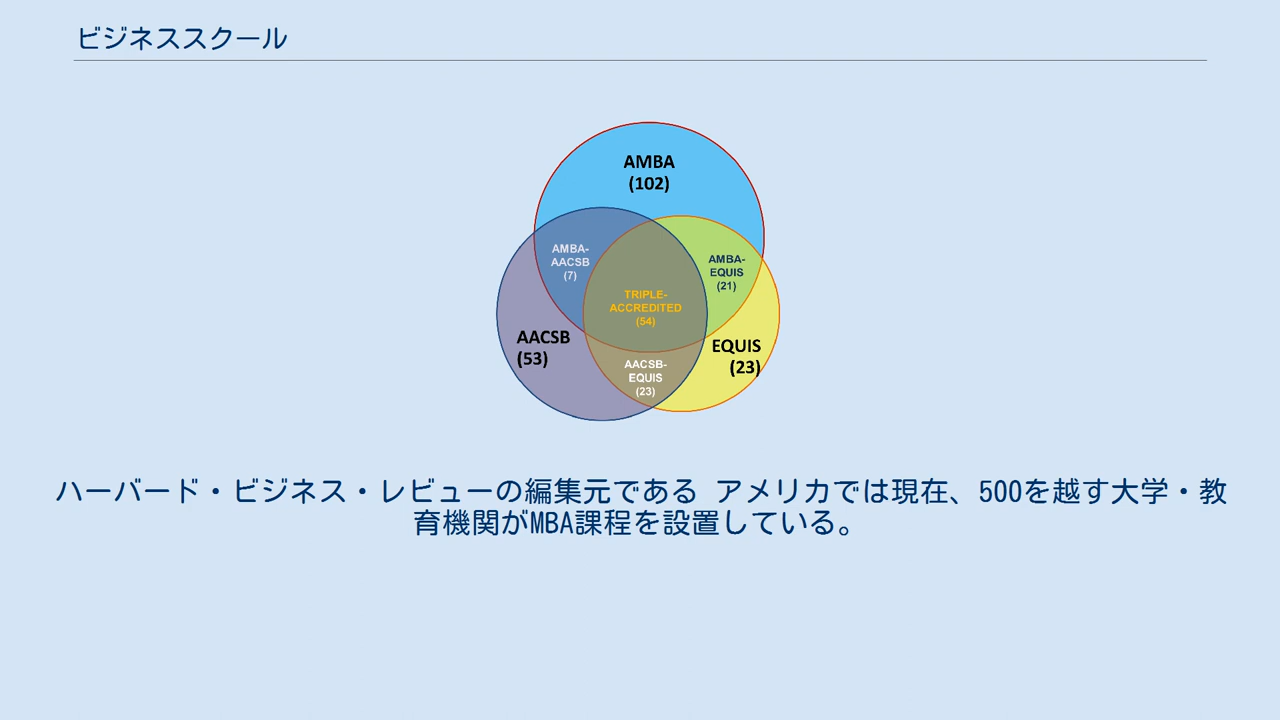 ビジネススクール
AMBA
(102)
AMBA-
AACSB
(7)
AMBA-
EQUIS
(21)
TRIPLE-
ACCREDITED
(54)
AACSB
(53)
EQUIS
(23)
AACSB-
EQUIS
(23)
ハーバード・ビジネス・レビューの編集元である アメリカでは現在、500を越す大学・教
育機関がMBA課程を設置している。